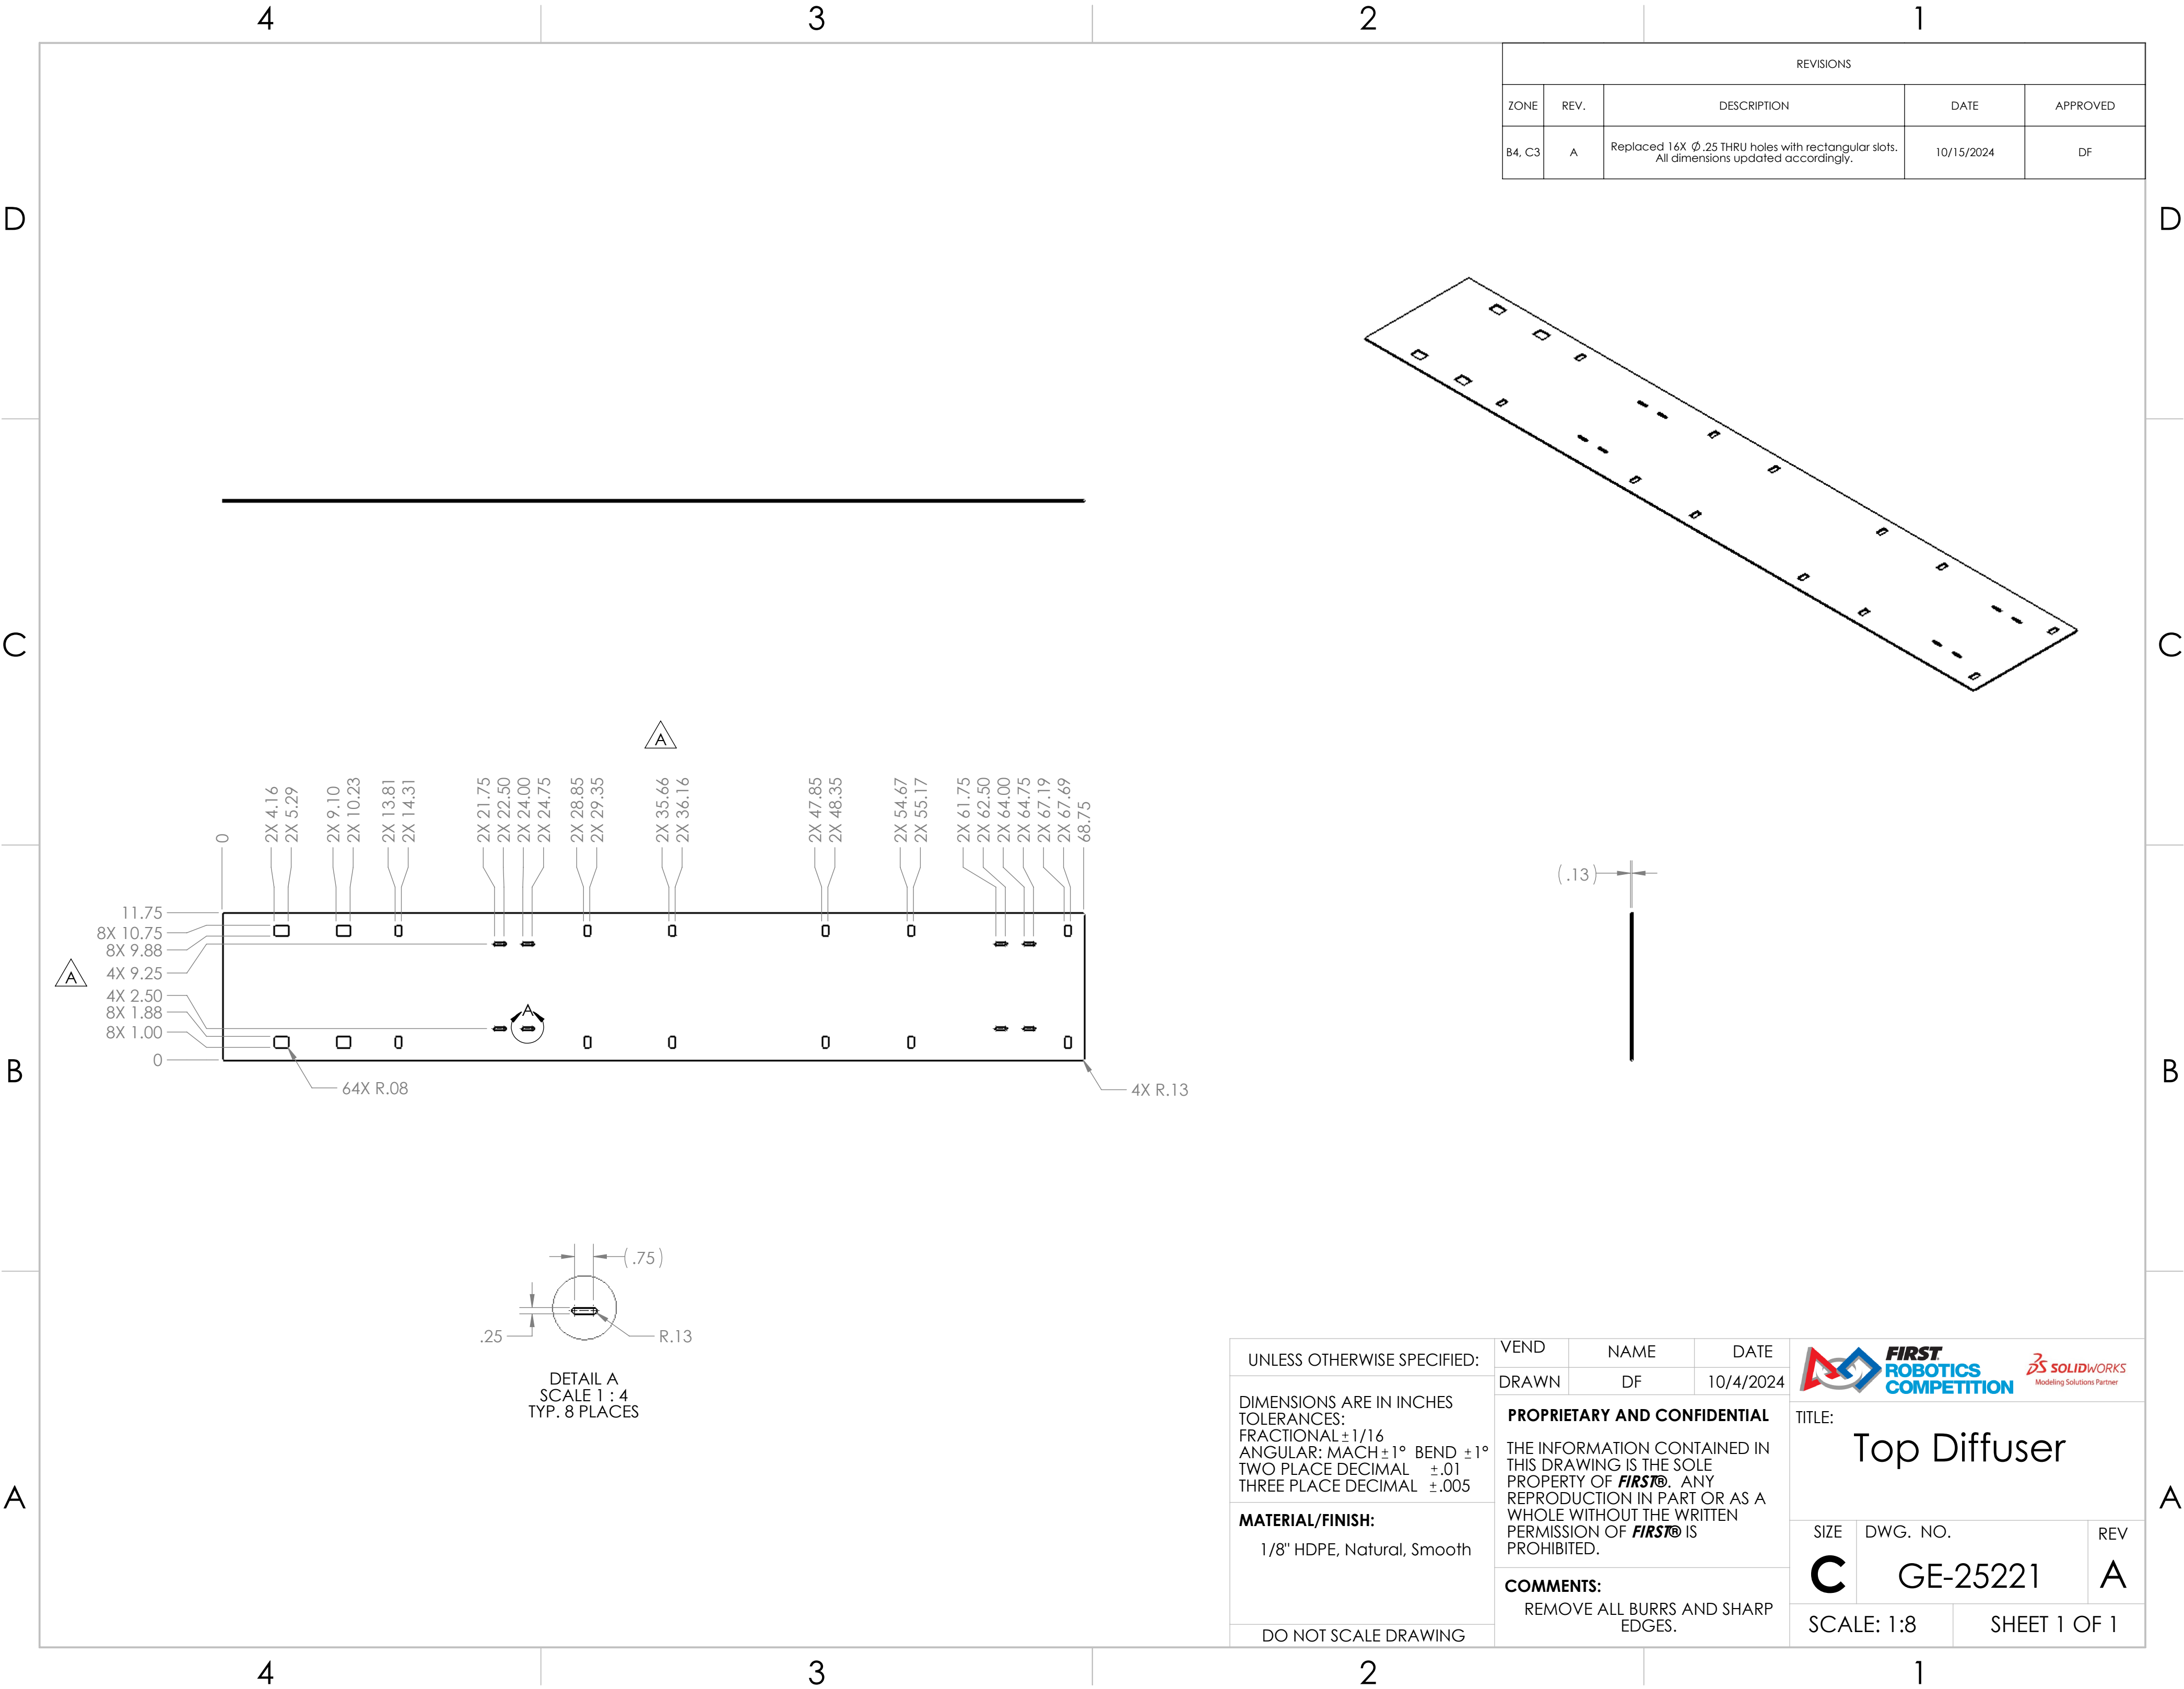 4
3
2
1
REVISIONS
ZONE REV. DESCRIPTION DATE APPROVED
B4, C3 A Replaced 16X Ø .25 THRU holes with rectangular slots. 10/15/2024 DF
All dimensions updated accordingly.
D
D
C
C
A
0
2X 4.16
2X 5.29
2X 9.10
2X 10.23
2X 13.81
2X 14.31
2X 21.75
2X 22.50
2X 24.00
2X 24.75
2X 28.85
2X 29.35
2X 35.66
2X 36.16
2X 47.85
2X 48.35
2X 54.67
2X 55.17
2X 61.75
2X 62.50
2X 64.00
2X 64.75
2X 67.19
2X 67.69
68.75
(.13)
11.75
8X 10.75
8X 9.88
4X 9.25
A
4X 2.50
8X 1.88
8X 1.00
0
A
64X R.08
4X R.13
B
B
(.75)
.25
R.13
DETAIL A
SCALE 1 : 4
TYP. 8 PLACES
UNLESS OTHERWISE SPECIFIED:
DIMENSIONS ARE IN INCHES
TOLERANCES:
FRACTIONAL ±1/16
ANGULAR: MACH±1° BEND ±1°
TWO PLACE DECIMAL ±.01
THREE PLACE DECIMAL ±.005
MATERIAL/FINISH:
1/8" HDPE, Natural, Smooth
DO NOT SCALE DRAWING
VEND NAME DATE
DRAWN DF 10/4/2024
PROPRIETARY AND CONFIDENTIAL
THE INFORMATION CONTAINED IN
THIS DRAWING IS THE SOLE
PROPERTY OF FIRST®. ANY
REPRODUCTION IN PART OR AS A
WHOLE WITHOUT THE WRITTEN
PERMISSION OF FIRST® IS
PROHIBITED.
COMMENTS:
REMOVE ALL BURRS AND SHARP
EDGES.
FIRST
ROBOTICS
COMPETITION
SOLIDWORKS
Modeling Solutions Partner
TITLE:
Top Diffuser
SIZE DWG. NO. REV
C GE-25221 A
SCALE: 1:8 SHEET 1 OF 1
A
A
4
3
2
1